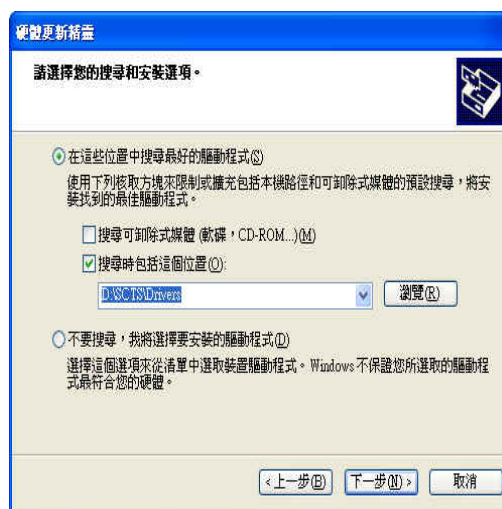 硬體更新精靈
請選擇您的搜尋和安裝選項。
在這些位置中搜尋最好的驅動程式(S)
使用下列核取方塊來限制或擴充包括本機路徑和可卸除式媒體的預設搜尋，將安
裝找到的最佳驅動程式。
搜尋可卸除式媒體 (軟碟，CD-ROM...)(M)
搜尋時包括這個位置(O):
D:\SCTS\Drivers
瀏覽(R)
不要搜尋，我將選擇要安裝的驅動程式(D)
選擇這個選項來從清單中選取裝置驅動程式。Windows 不保證您所選取的驅動程
式最符合您的硬體。
<上一步(B)
下一步(N)>
取消